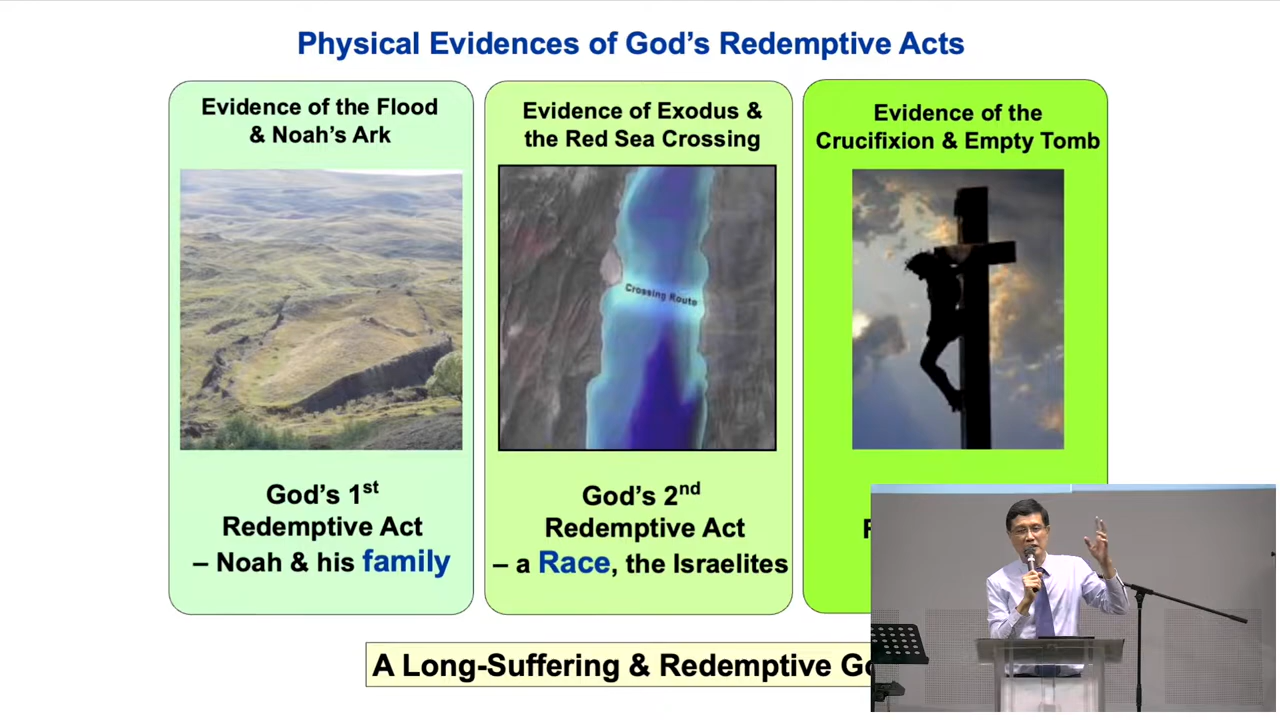 Physical Evidences of God's Redemptive Acts
Evidence of the Flood
& Noah's Ark
God's 1st
Redemptive Act
– Noah & his family
Evidence of Exodus &
the Red Sea Crossing
Crossing Route
God's 2nd
Redemptive Act
– a Race, the Israelites
Evidence of the
Crucifixion & Empty Tomb
A Long-Suffering & Redemptive